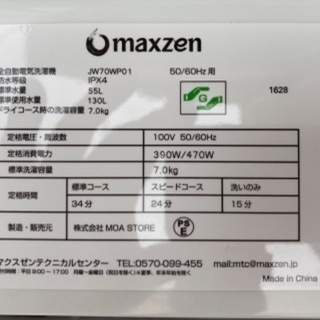 maxzen
全自動電気洗濯機 JW70WP01 50/60Hz用
防水等級 IPX4
標準水量 55L
標準使用水量 130L
ドライコース時の洗濯容量 7.0kg
G
1628
定格電圧・周波数 100V 50/60Hz
定格消費電力 390W/470W
標準洗濯容量 7.0kg
定格時間 標準コース スピードコース 洗いのみ
34分 24分 15分
製造・販売元 株式会社 MOA STORE
PSE
マクスゼンテクニカルセンター TEL:0570-099-455 mail:mtc@maxzen.jp
平日 9:00~17:00
Made in China